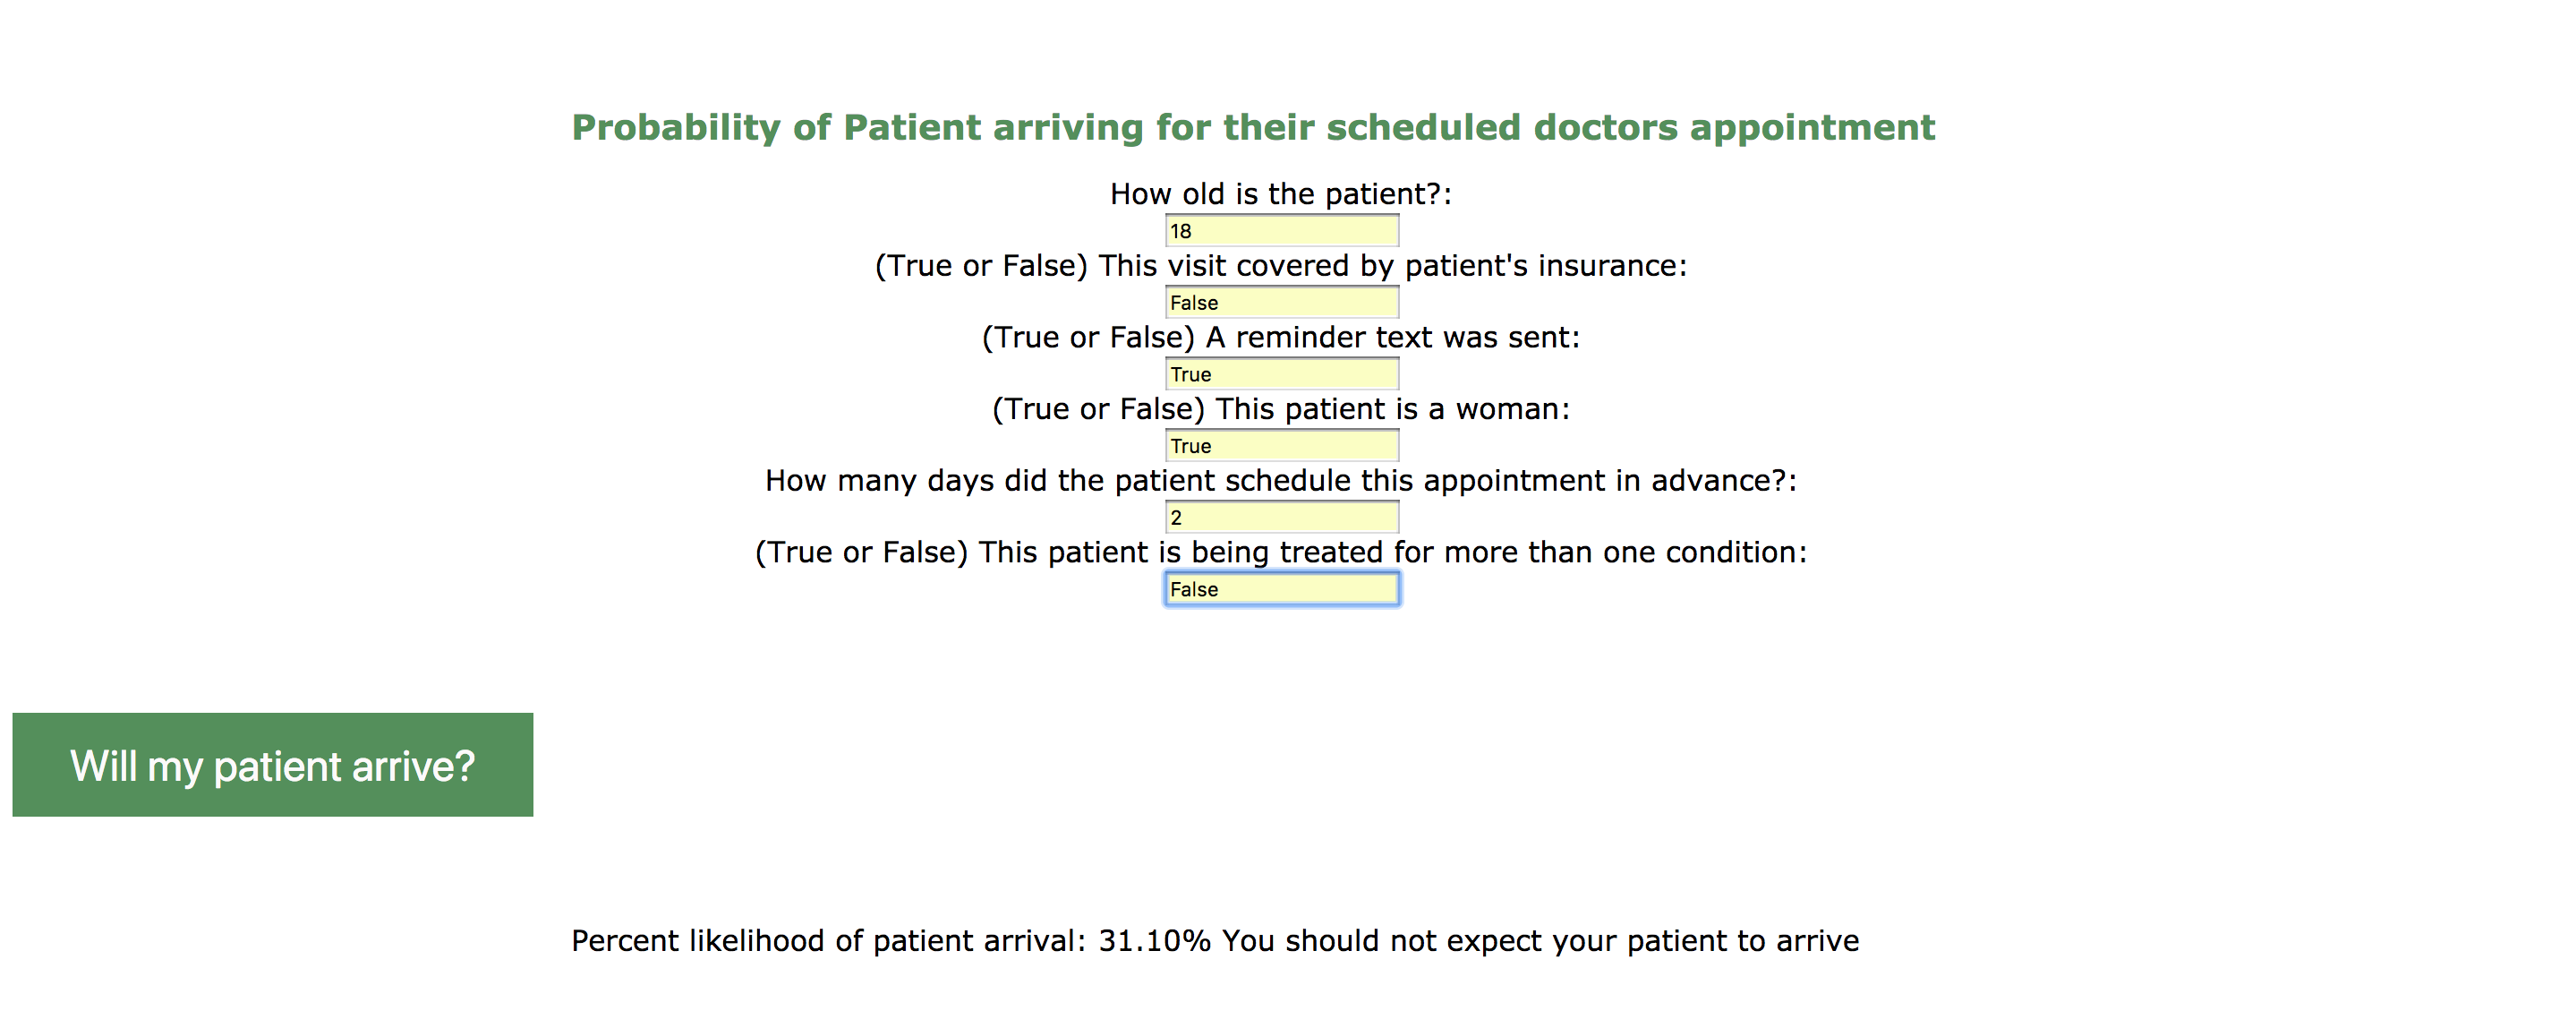 Probability of Patient arriving for their scheduled doctors appointment
How old is the patient?:
18
(True or False) This visit covered by patient's insurance:
False
(True or False) A reminder text was sent:
True
(True or False) This patient is a woman:
True
How many days did the patient schedule this appointment in advance?:
2
(True or False) This patient is being treated for more than one condition:
False
Will my patient arrive?
Percent likelihood of patient arrival: 31.10% You should not expect your patient to arrive